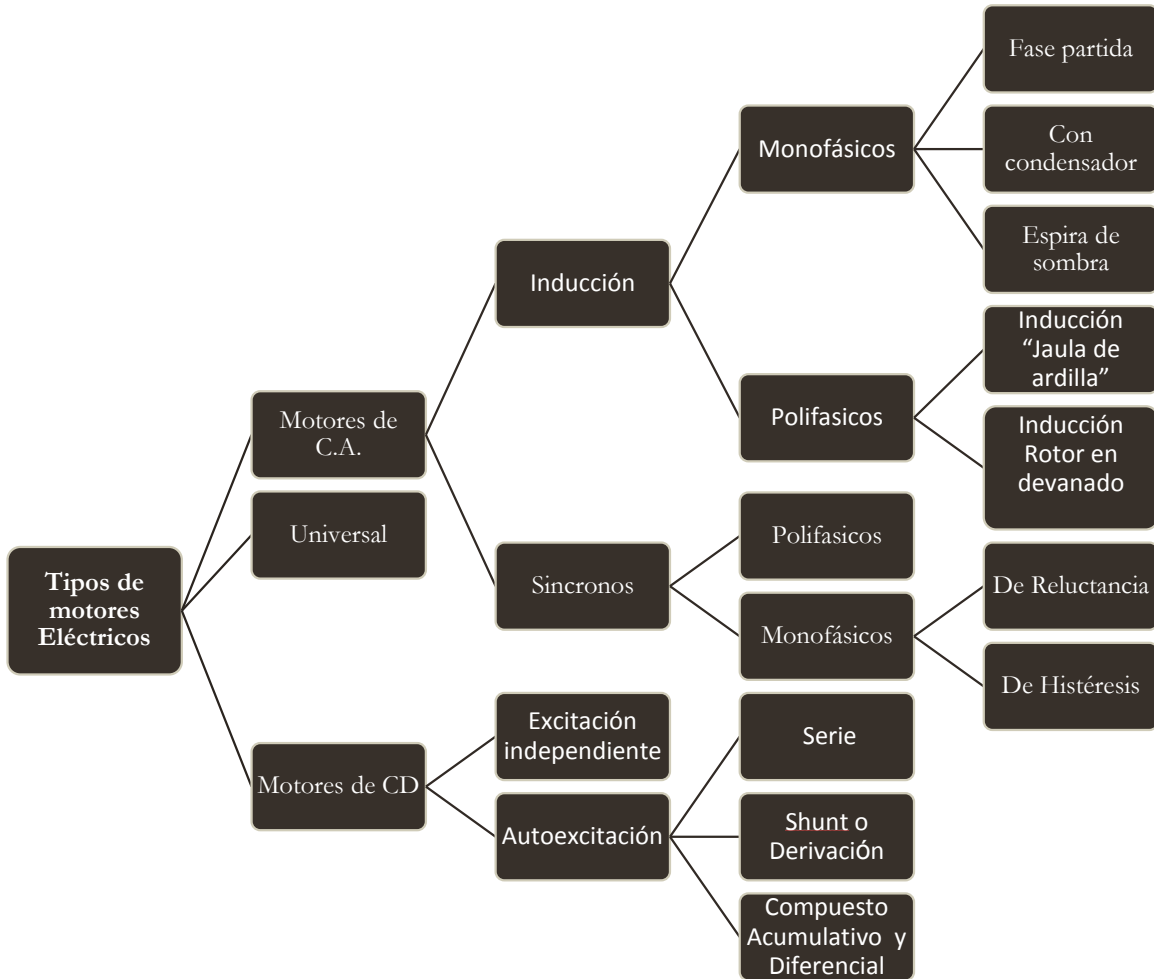 Tipos de
motores
Eléctricos
Motores de
C.A.
Universal
Motores de CD
Inducción
Sincronos
Excitación
independiente
Autoexcitación
Monofásicos
Polifasicos
Polifasicos
Monofásicos
Serie
Shunt o
Derivación
Compuesto
Acumulativo y
Diferencial
Fase partida
Con
condensador
Espira de
sombra
Inducción
“Jaula de
ardilla”
Inducción
Rotor en
devanado
De Reluctancia
De Histéresis